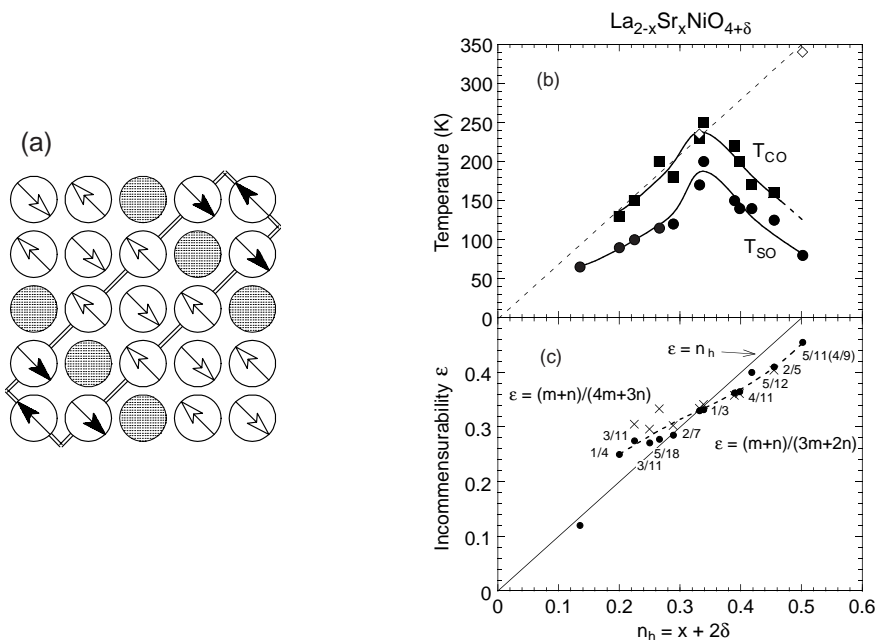 La2-xSrxNiO4+δ
(a)
(b)
Temperature (K)
350
300
250
200
150
100
50
0
TCO
TSO
(c)
Incommensurability ε
0.4
0.3
0.2
0.1
0
ε = nh
ε = (m+n)/(4m+3n)
ε = (m+n)/(3m+2n)
5/11(4/9)
2/5
5/12
4/11
1/3
2/7
5/18
3/11
3/11
1/4
0 0.1 0.2 0.3 0.4 0.5 0.6
nh = x + 2δ